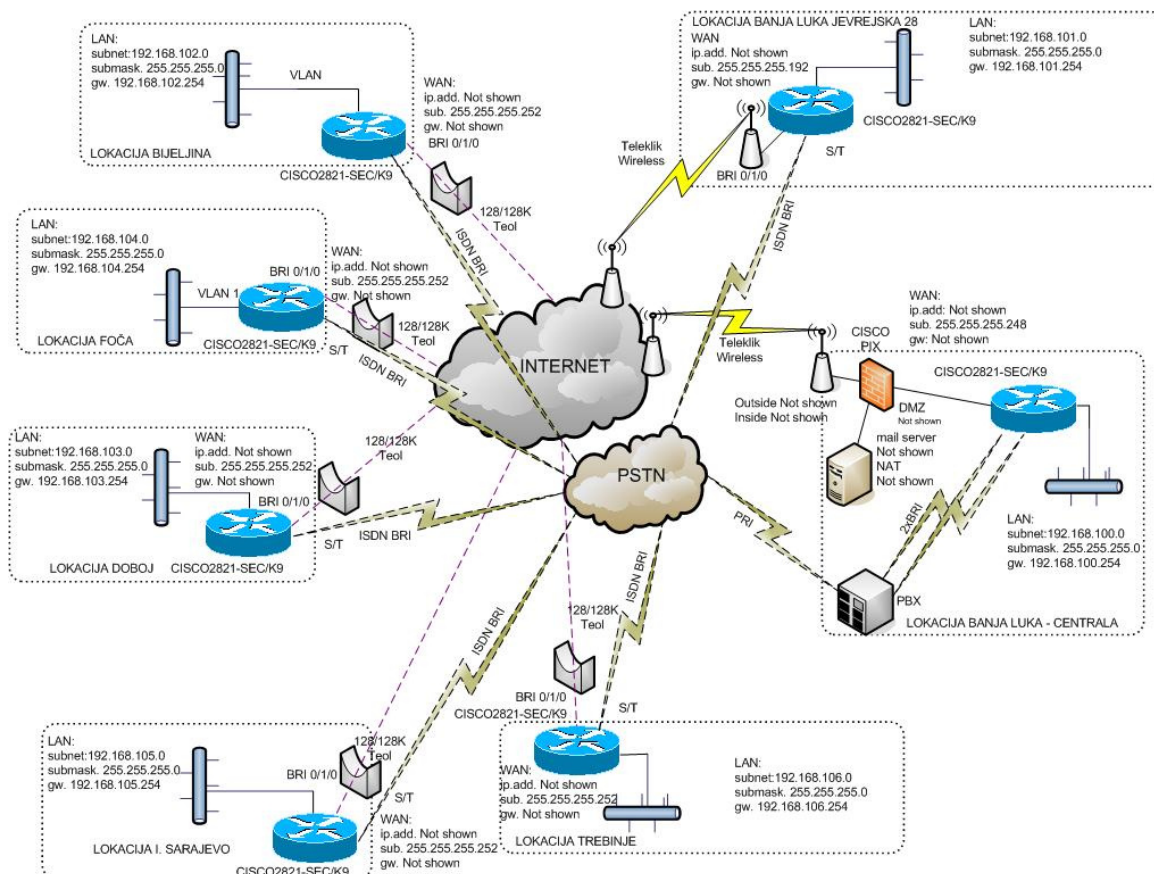 LAN:
subnet:192.168.102.0
submask. 255.255.255.0
gw. 192.168.102.254
VLAN
LOKACIJA BIJELJINA
CISCO2821-SEC/K9
WAN:
ip.add. Not shown
sub. 255.255.255.252
gw. Not shown
BRI 0/1/0
128/128K
Teol
ISDN BRI
LOKACIJA BANJA LUKA JEVREJSKA 28
WAN
ip.add. Not shown
sub. 255.255.255.192
gw. Not shown
LAN:
subnet:192.168.101.0
submask. 255.255.255.0
gw. 192.168.101.254
CISCO2821-SEC/K9
S/T
BRI 0/1/0
Teleklik
Wireless
ISDN BRI
LAN:
subnet:192.168.104.0
submask. 255.255.255.0
gw. 192.168.104.254
BRI 0/1/0
VLAN 1
LOKACIJA FOČA
CISCO2821-SEC/K9
WAN:
ip.add. Not shown
sub. 255.255.255.252
gw. Not shown
128/128K
Teol
S/T
ISDN BRI
INTERNET
PSTN
Teleklik
Wireless
WAN:
ip.add: Not shown
sub. 255.255.255.248
gw: Not shown
CISCO
PIX
CISCO2821-SEC/K9
Outside Not shown
Inside Not shown
DMZ
Not shown
mail server
Not shown
NAT
Not shown
2xBRI
LAN:
subnet:192.168.100.0
submask. 255.255.255.0
gw. 192.168.100.254
PRI
PBX
LOKACIJA BANJA LUKA - CENTRALA
LAN:
subnet:192.168.103.0
submask. 255.255.255.0
gw. 192.168.103.254
WAN:
ip.add. Not shown
sub. 255.255.255.252
gw. Not shown
BRI 0/1/0
128/128K
Teol
S/T
ISDN BRI
LOKACIJA DOBOJ
CISCO2821-SEC/K9
LAN:
subnet:192.168.105.0
submask. 255.255.255.0
gw. 192.168.105.254
BRI 0/1/0
128/128K
Teol
S/T
ISDN BRI
WAN:
ip.add. Not shown
sub. 255.255.255.252
gw. Not shown
LOKACIJA I. SARAJEVO
CISCO2821-SEC/K9
128/128K
Teol
ISDN BRI
BRI 0/1/0
CISCO2821-SEC/K9
S/T
WAN:
ip.add. Not shown
sub. 255.255.255.252
gw. Not shown
LAN:
subnet:192.168.106.0
submask. 255.255.255.0
gw. 192.168.106.254
LOKACIJA TREBINJE